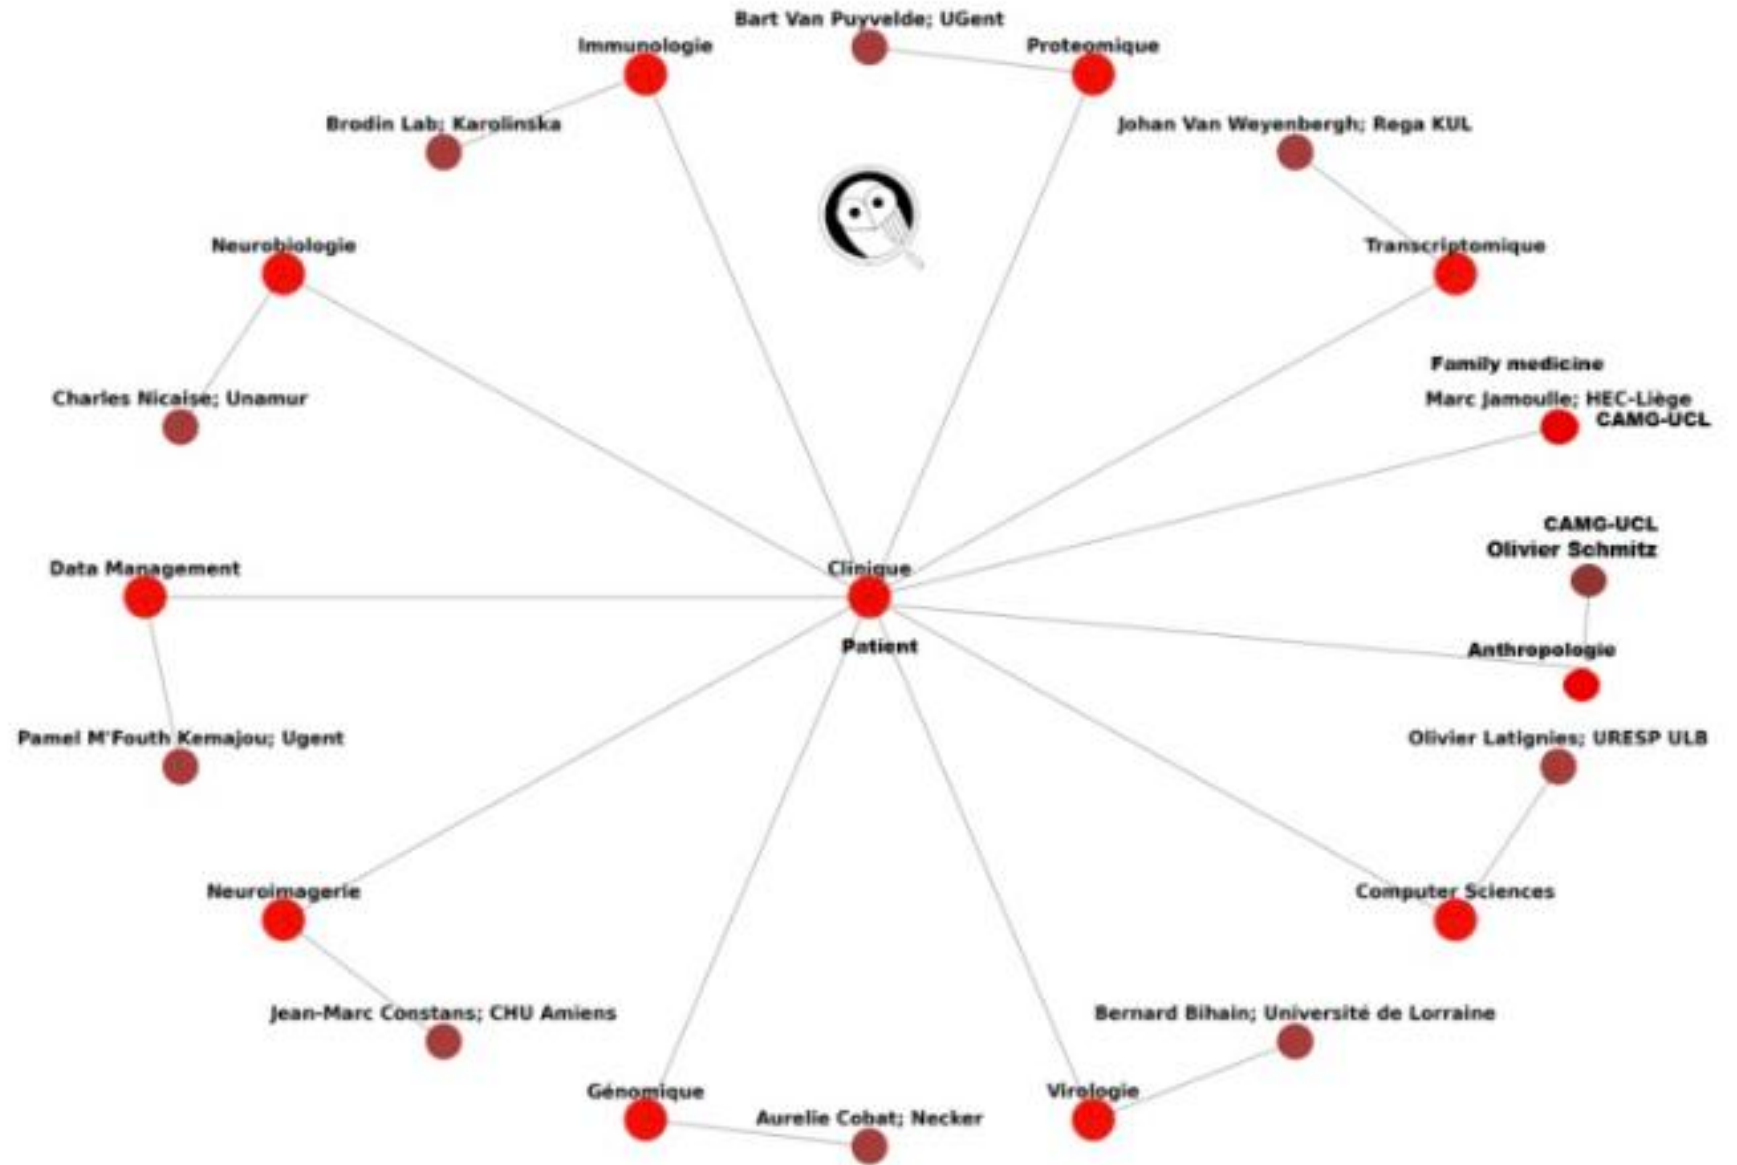 Bart Van Puyvelde; UGent
Immunologie
Proteomique
Brodin Lab; Karolinska
Johan Van Weyenbergh; Rega KUL
Neurobiologie
Transcriptomique
Family medicine
Charles Nicaise; Unamur
Marc Jamoulle; HEC-Liège
CAMG-UCL
CAMG-UCL
Olivier Schmitz
Data Management
Clinique
Patient
Anthropologie
Pamel M'Fouth Kemajou; Ugent
Olivier Latignies; URESP ULB
Neuroimagerie
Computer Sciences
Jean-Marc Constans; CHU Amiens
Bernard Bihain; Université de Lorraine
Génomique
Virologie
Aurelie Cobat; Necker